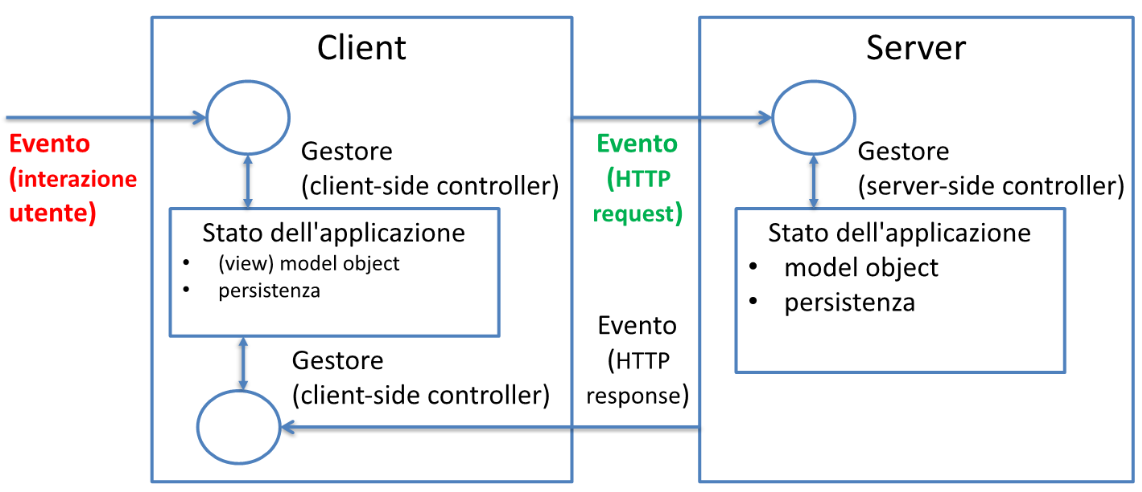 Client
Server
Evento
(interazione
utente)
Gestore
(client-side controller)
Stato dell'applicazione
• (view) model object
• persistenza
Gestore
(client-side controller)
Evento
(HTTP
request)
Evento
(HTTP
response)
Gestore
(server-side controller)
Stato dell'applicazione
• model object
• persistenza